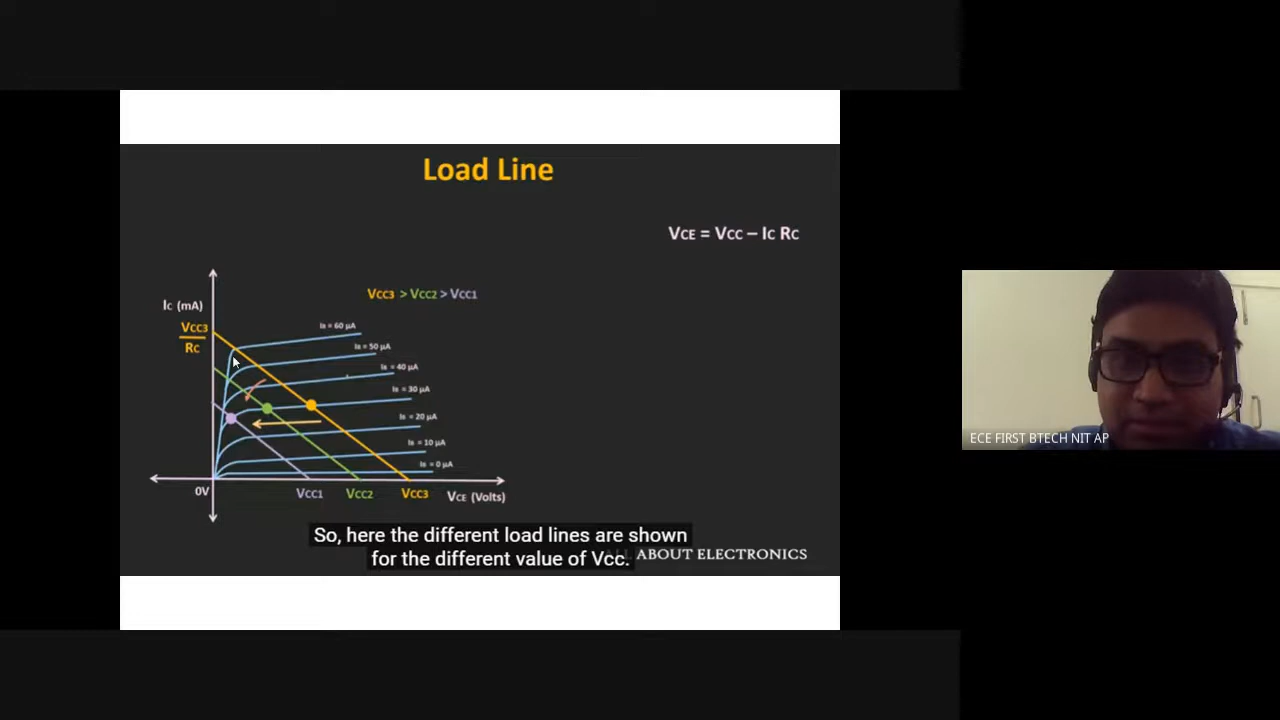 Load Line
VCE = VCC – IC RC
IC (mA)
VCC3 > VCC2 > VCC1
VCC3
RC
IB = 60 µA
IB = 50 µA
IB = 40 µA
IB = 30 µA
IB = 20 µA
IB = 10 µA
IB = 0 µA
0V
VCC1
VCC2
VCC3
VCE (Volts)
So, here the different load lines are shown
for the different value of Vcc.
ABOUT ELECTRONICS
ECE FIRST BTECH NIT AP